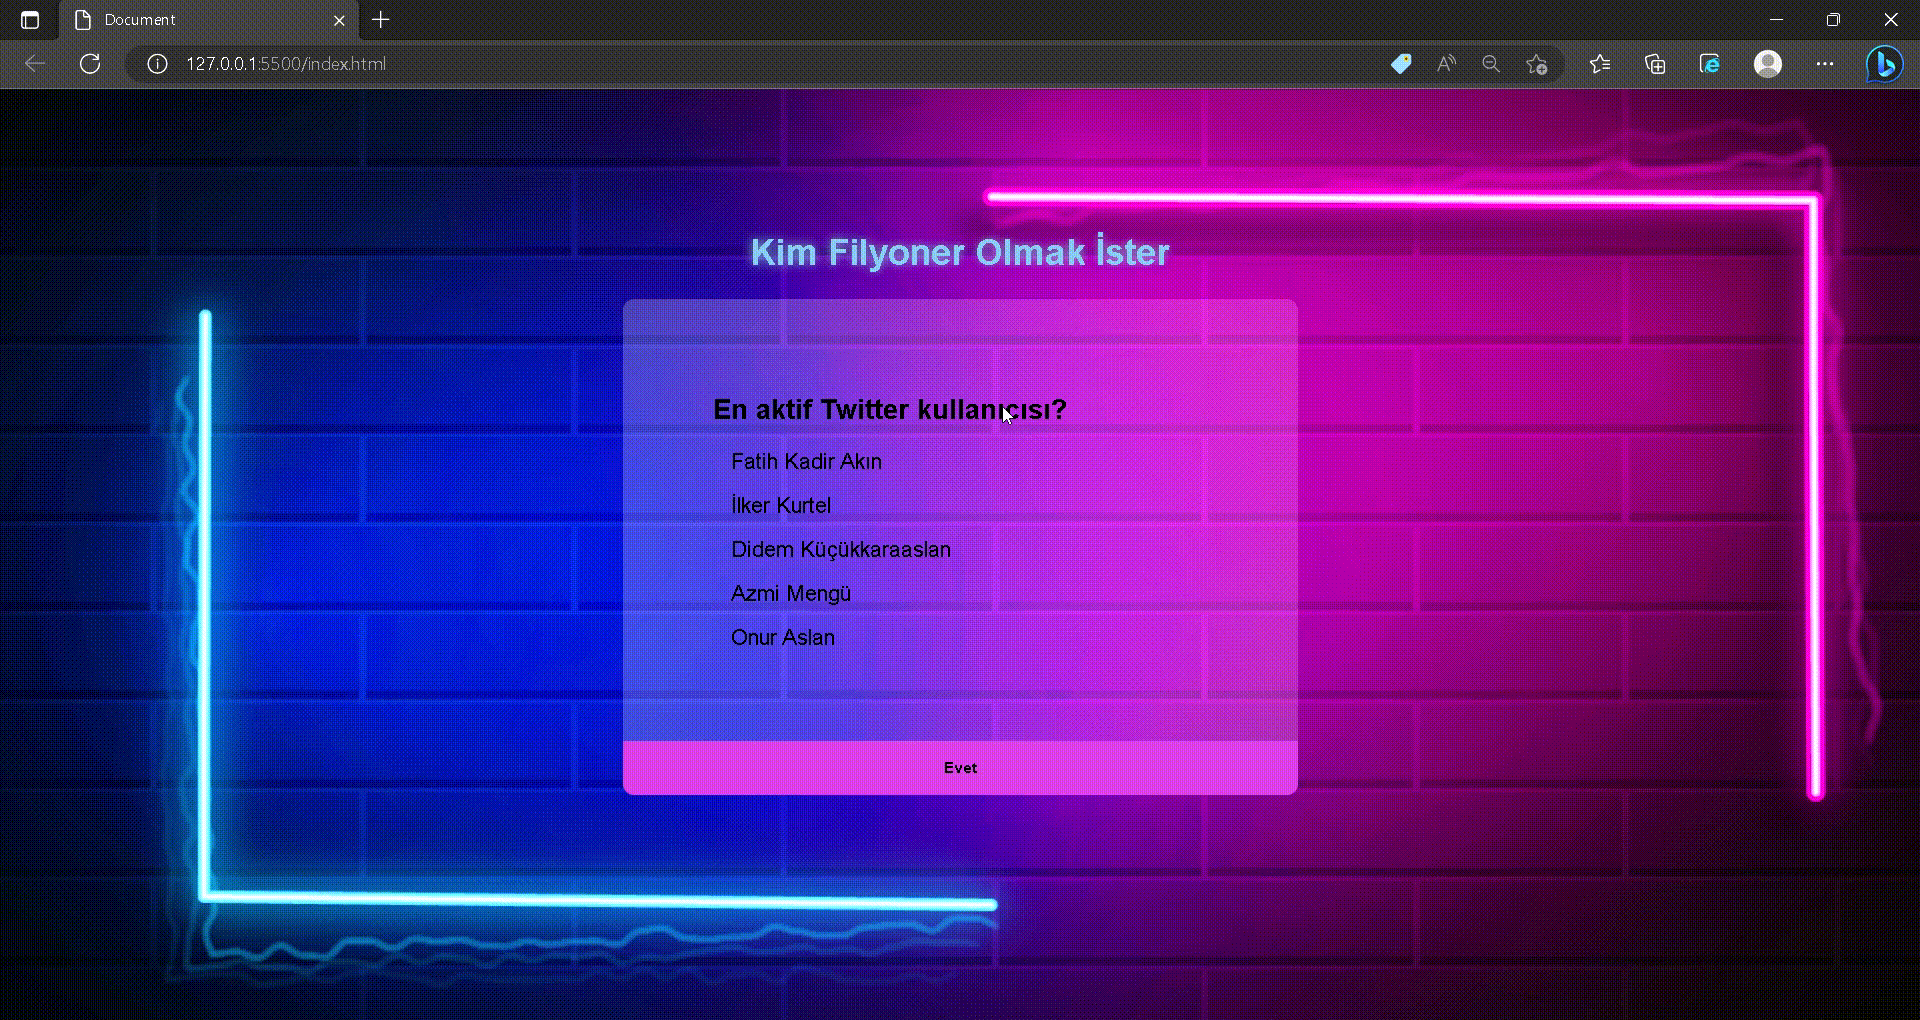 Document
127.0.0.1:5500/index.html
Kim Filyoner Olmak İster
En aktif Twitter kullanıcısı?
Fatih Kadir Akın
İlker Kurtel
Didem Küçükkaraaslan
Azmi Mengü
Onur Aslan
Evet